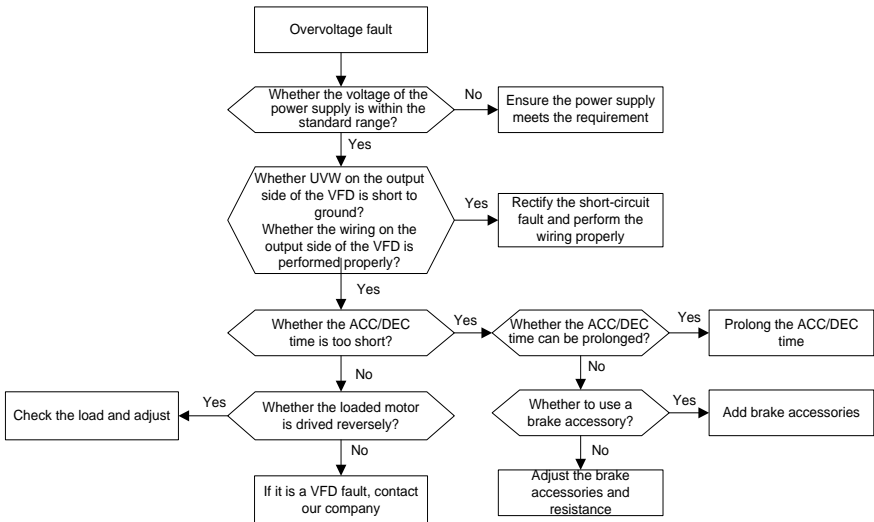 Overvoltage fault
Whether the voltage of the
power supply is within the
standard range?
No
Ensure the power supply
meets the requirement
Yes
Whether UVW on the output
side of the VFD is short to
ground?
Whether the wiring on the
output side of the VFD is
performed properly?
Yes
Rectify the short-circuit
fault and perform the
wiring properly
Yes
Whether the ACC/DEC
time is too short?
Yes
Whether the ACC/DEC
time can be prolonged?
Yes
Prolong the ACC/DEC
time
No
No
Check the load and adjust
Yes
Whether the loaded motor
is drived reversely?
Whether to use a
brake accessory?
Yes
Add brake accessories
No
No
If it is a VFD fault, contact
our company
Adjust the brake
accessories and
resistance